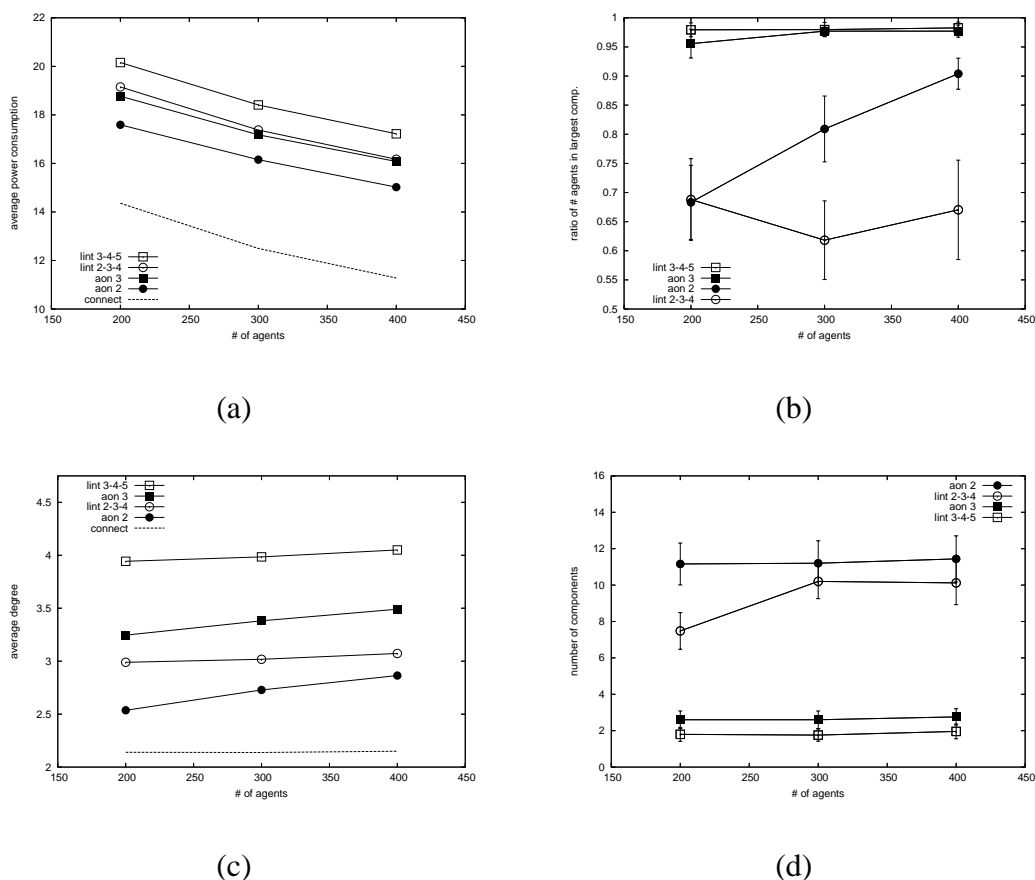 22
20
18
16
14
12
10
average power consumption
lint 3-4-5
lint 2-3-4
aon 3
aon 2
connect
150 200 250 300 350 400 450
# of agents
(a)
1
0.95
0.9
0.85
0.8
0.75
0.7
0.65
0.6
0.55
0.5
ratio of # agents in largest comp.
lint 3-4-5
aon 3
aon 2
lint 2-3-4
150 200 250 300 350 400 450
# of agents
(b)
4.5
4
3.5
3
2.5
2
average degree
lint 3-4-5
aon 3
lint 2-3-4
aon 2
connect
150 200 250 300 350 400 450
# of agents
(c)
16
14
12
10
8
6
4
2
0
number of components
aon 2
lint 2-3-4
aon 3
lint 3-4-5
150 200 250 300 350 400 450
# of agents
(d)